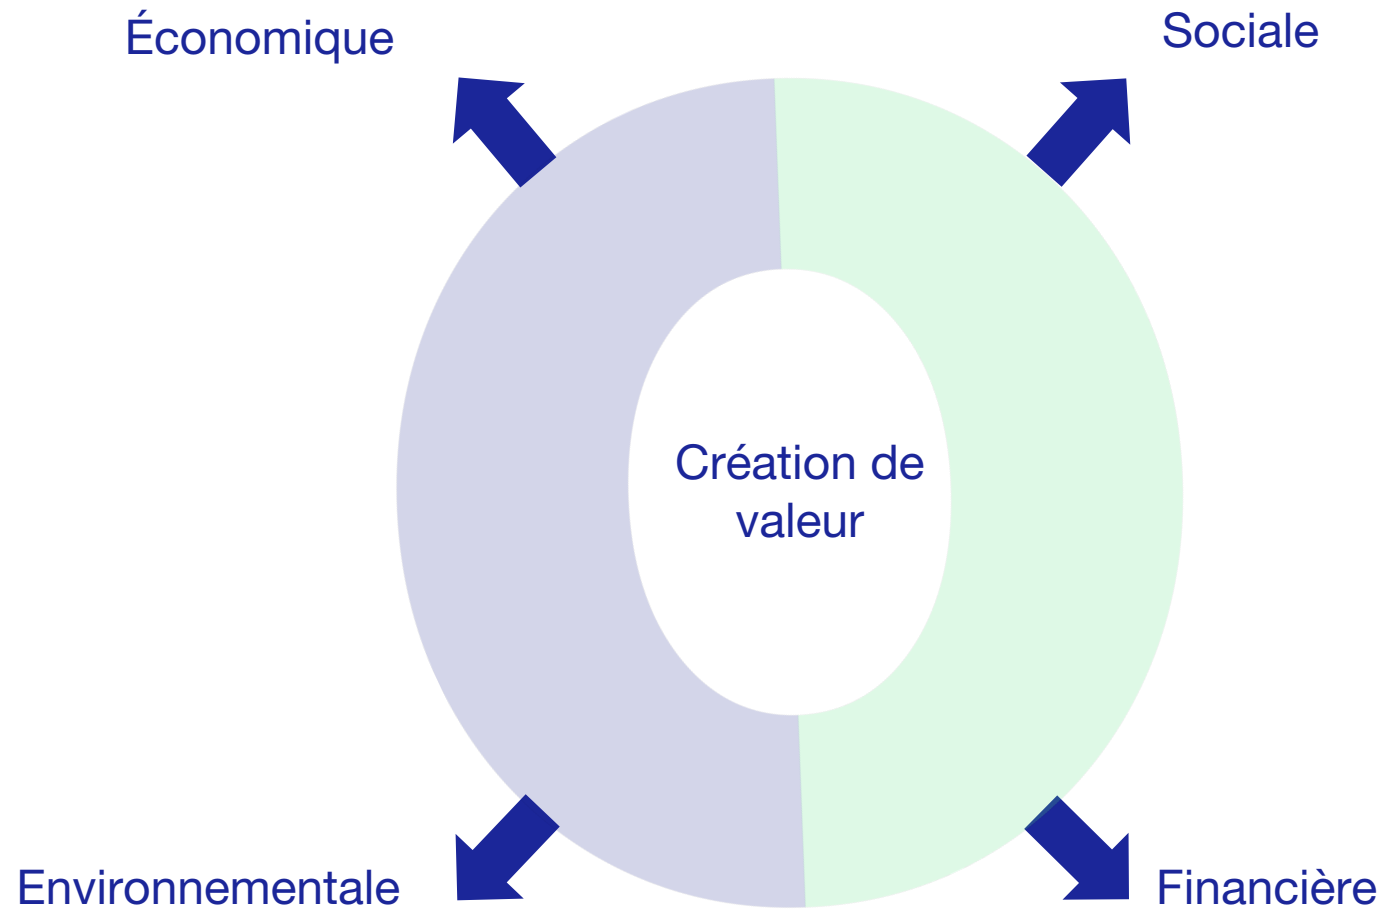 Économique
Sociale
Création de
valeur
Environnementale
Financière